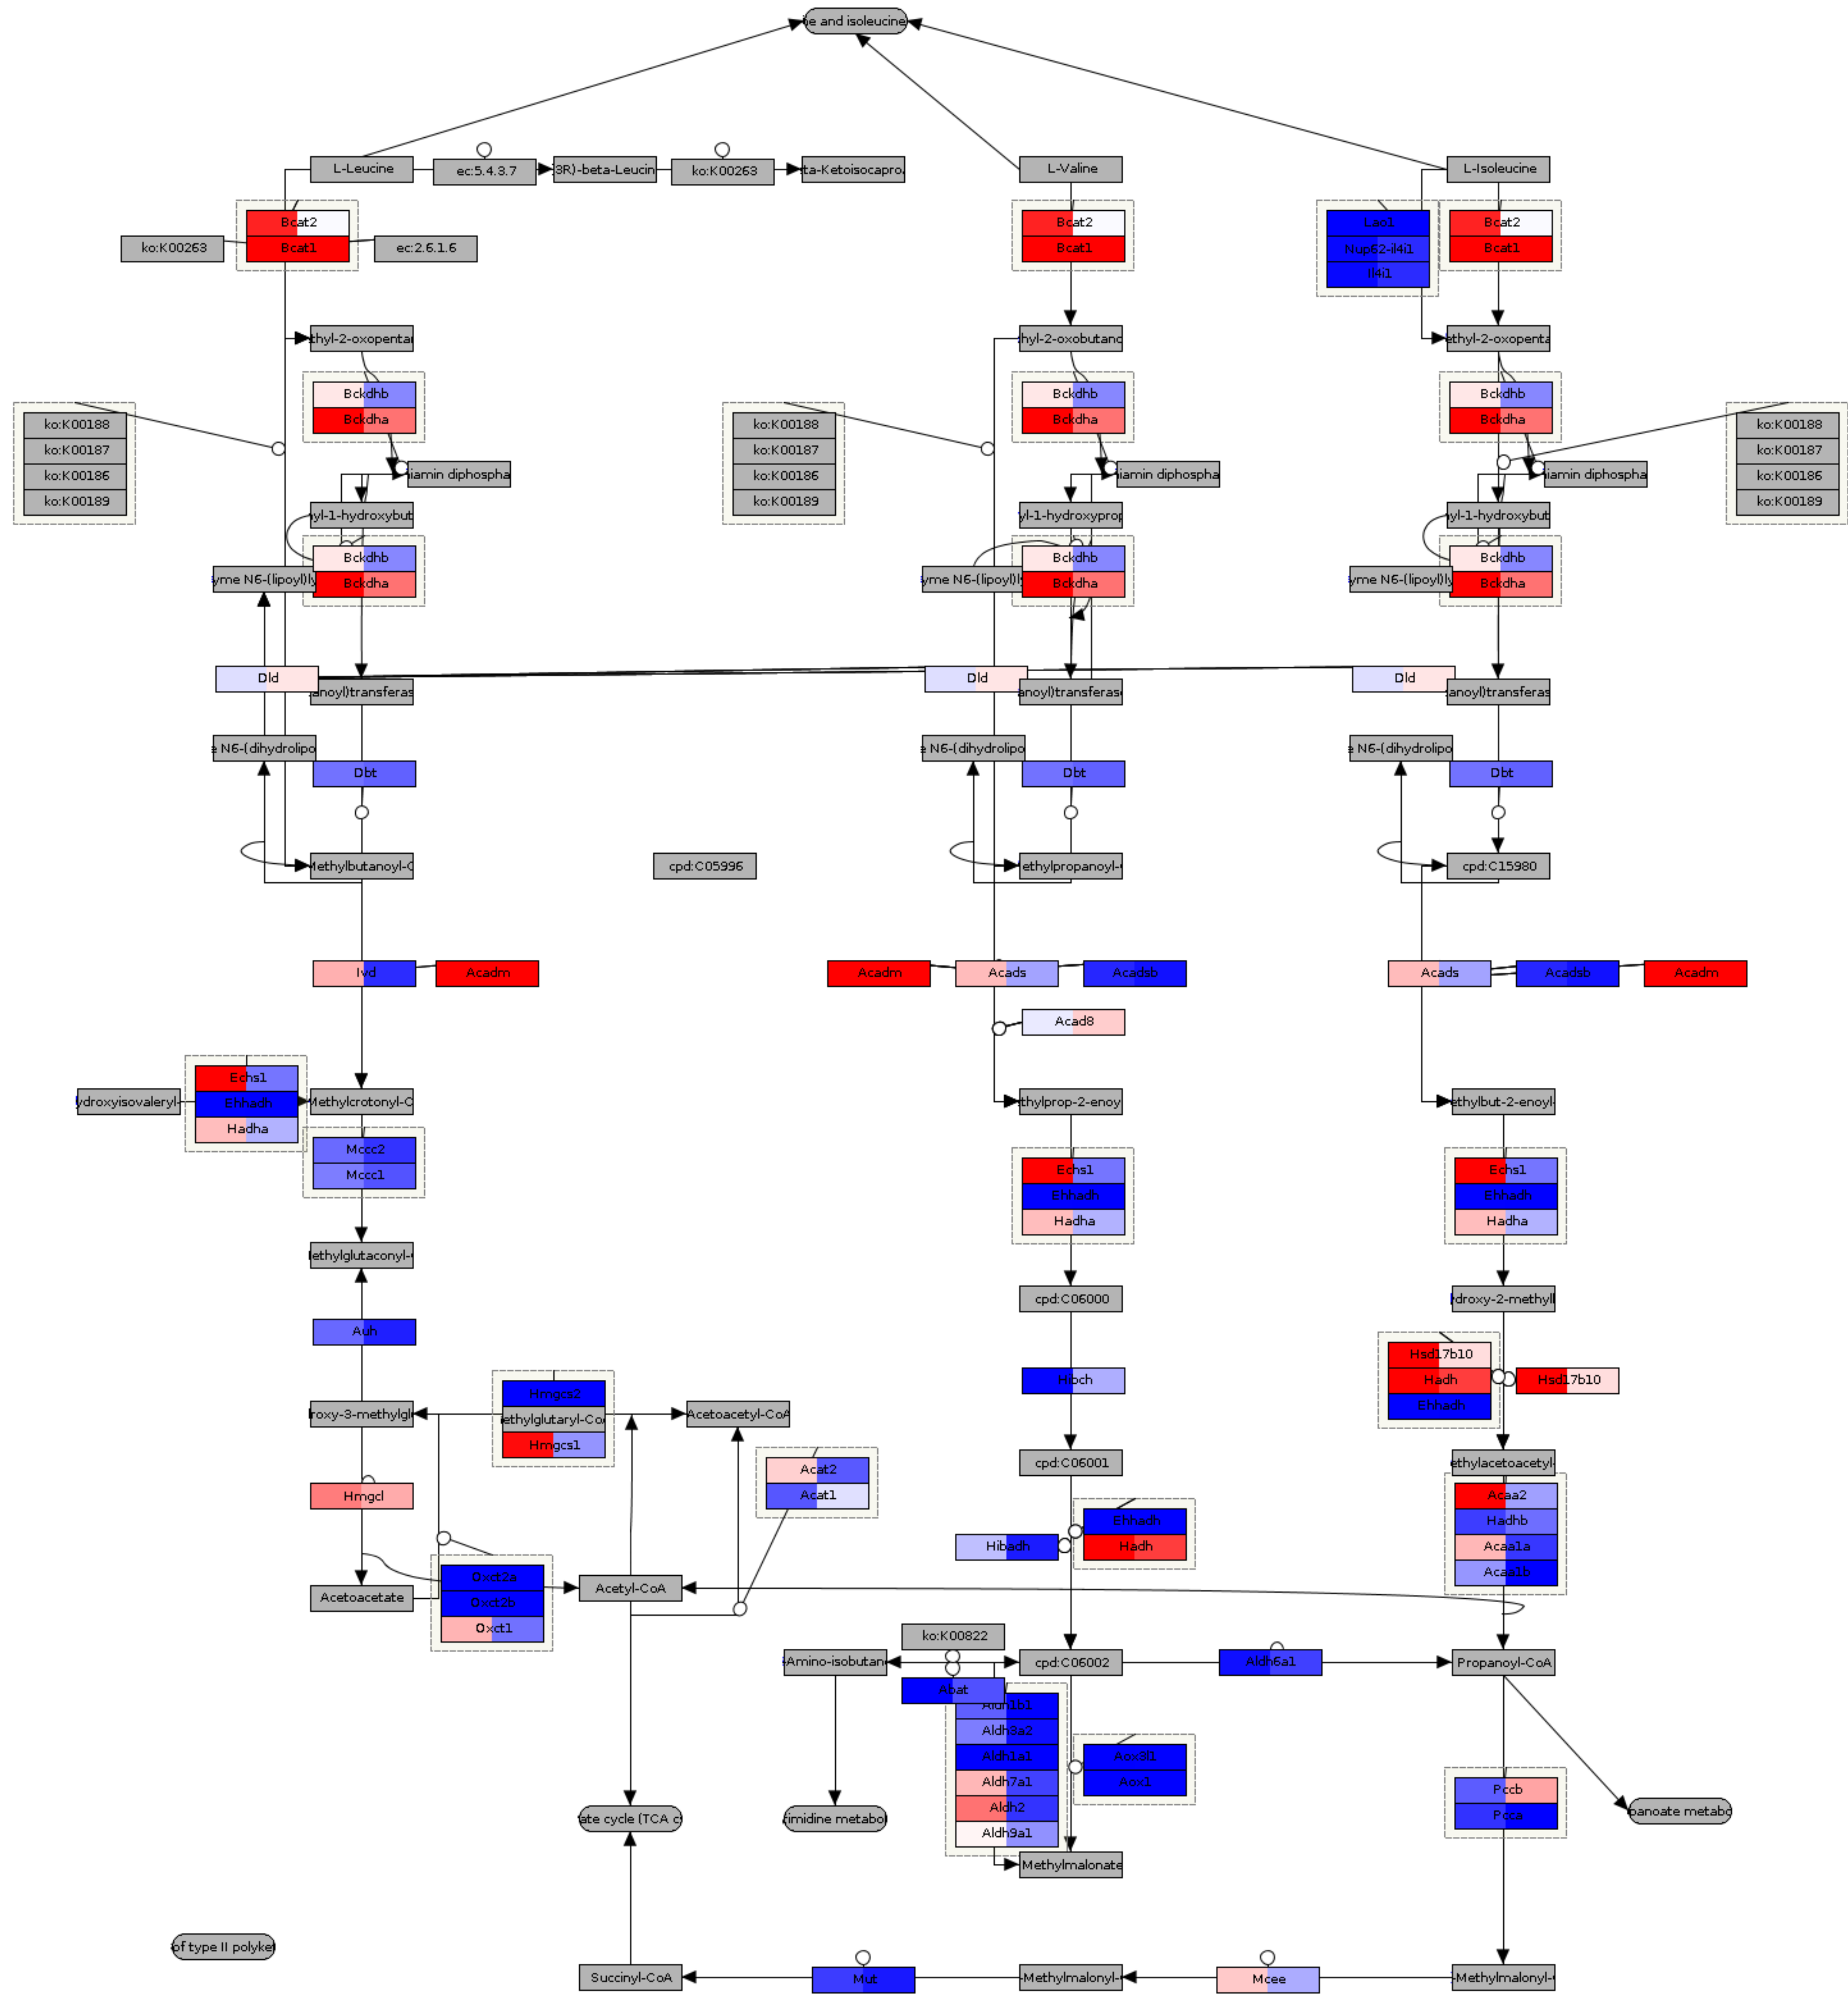 e and isoleucine
L-Leucine
ec:5.4.3.7
3R)-beta-Leucin
ko:K00263
ta-Ketoisocapro
L-Valine
L-Isoleucine
Bcat2
Bcat1
ko:K00263
ec:2.6.1.6
Bcat2
Bcat1
Lao1
Nup62-il4i1
Il4i1
Bcat2
Bcat1
thyl-2-oxopenta
hyl-2-oxobutano
ethyl-2-oxopenta
Bckdhb
Bckdha
Bckdhb
Bckdha
Bckdhb
Bckdha
ko:K00188
ko:K00187
ko:K00186
ko:K00189
ko:K00188
ko:K00187
ko:K00186
ko:K00189
ko:K00188
ko:K00187
ko:K00186
ko:K00189
iamin diphospha
iamin diphospha
iamin diphospha
yl-1-hydroxybut
yl-1-hydroxyprop
yl-1-hydroxybut
Bckdhb
Bckdha
Bckdhb
Bckdha
Bckdhb
Bckdha
yme N6-(lipoyl)ly
yme N6-(lipoyl)l
yme N6-(lipoyl)ly
Dld
Dld
Dld
anoyl)transferas
anoyl)transferas
anoyl)transferas
e N6-(dihydrolipo
e N6-(dihydrolipo
e N6-(dihydrolipo
Dbt
Dbt
Dbt
Methylbutanoyl-C
cpd:C05996
ethylpropanoyl-
cpd:C15980
Ivd
Acadm
Acadm
Acads
Acadsb
Acads
Acadsb
Acadm
Acad8
ydroxyisovaleryl-
Echs1
Ehhadh
Hadha
Methylcrotonyl-C
thylprop-2-enoy
ethylbut-2-enoyl-
Mccc2
Mccc1
Echs1
Ehhadh
Hadha
Echs1
Ehhadh
Hadha
ethylglutaconyl-
cpd:C06000
droxy-2-methyl
Auh
Hibch
Hsd17b10
Hadh
Ehhadh
Hsd17b10
roxy-3-methylgl
Hmgcs2
ethylglutaryl-Co
Hmgcs1
Acetoacetyl-CoA
cpd:C06001
ethylacetoacetyl-
Hmgcl
Acat2
Acat1
Acaa2
Hadhb
Acaa1a
Acaa1b
Hibadh
Ehhadh
Hadh
Acetoacetate
Oxct2a
Oxct2b
Oxct1
Acetyl-CoA
ko:K00822
Amino-isobutan
cpd:C06002
Aldh6a1
Propanoyl-CoA
Abat
Aldh1b1
Aldh3a2
Aldh1a1
Aldh7a1
Aldh2
Aldh9a1
Aox3l1
Aox1
Pccb
Pcca
ate cycle (TCA c
rimidine metabol
panoate metabo
Methylmalonate
of type II polyket
Succinyl-CoA
Mut
-Methylmalonyl-
Mcee
-Methylmalonyl-